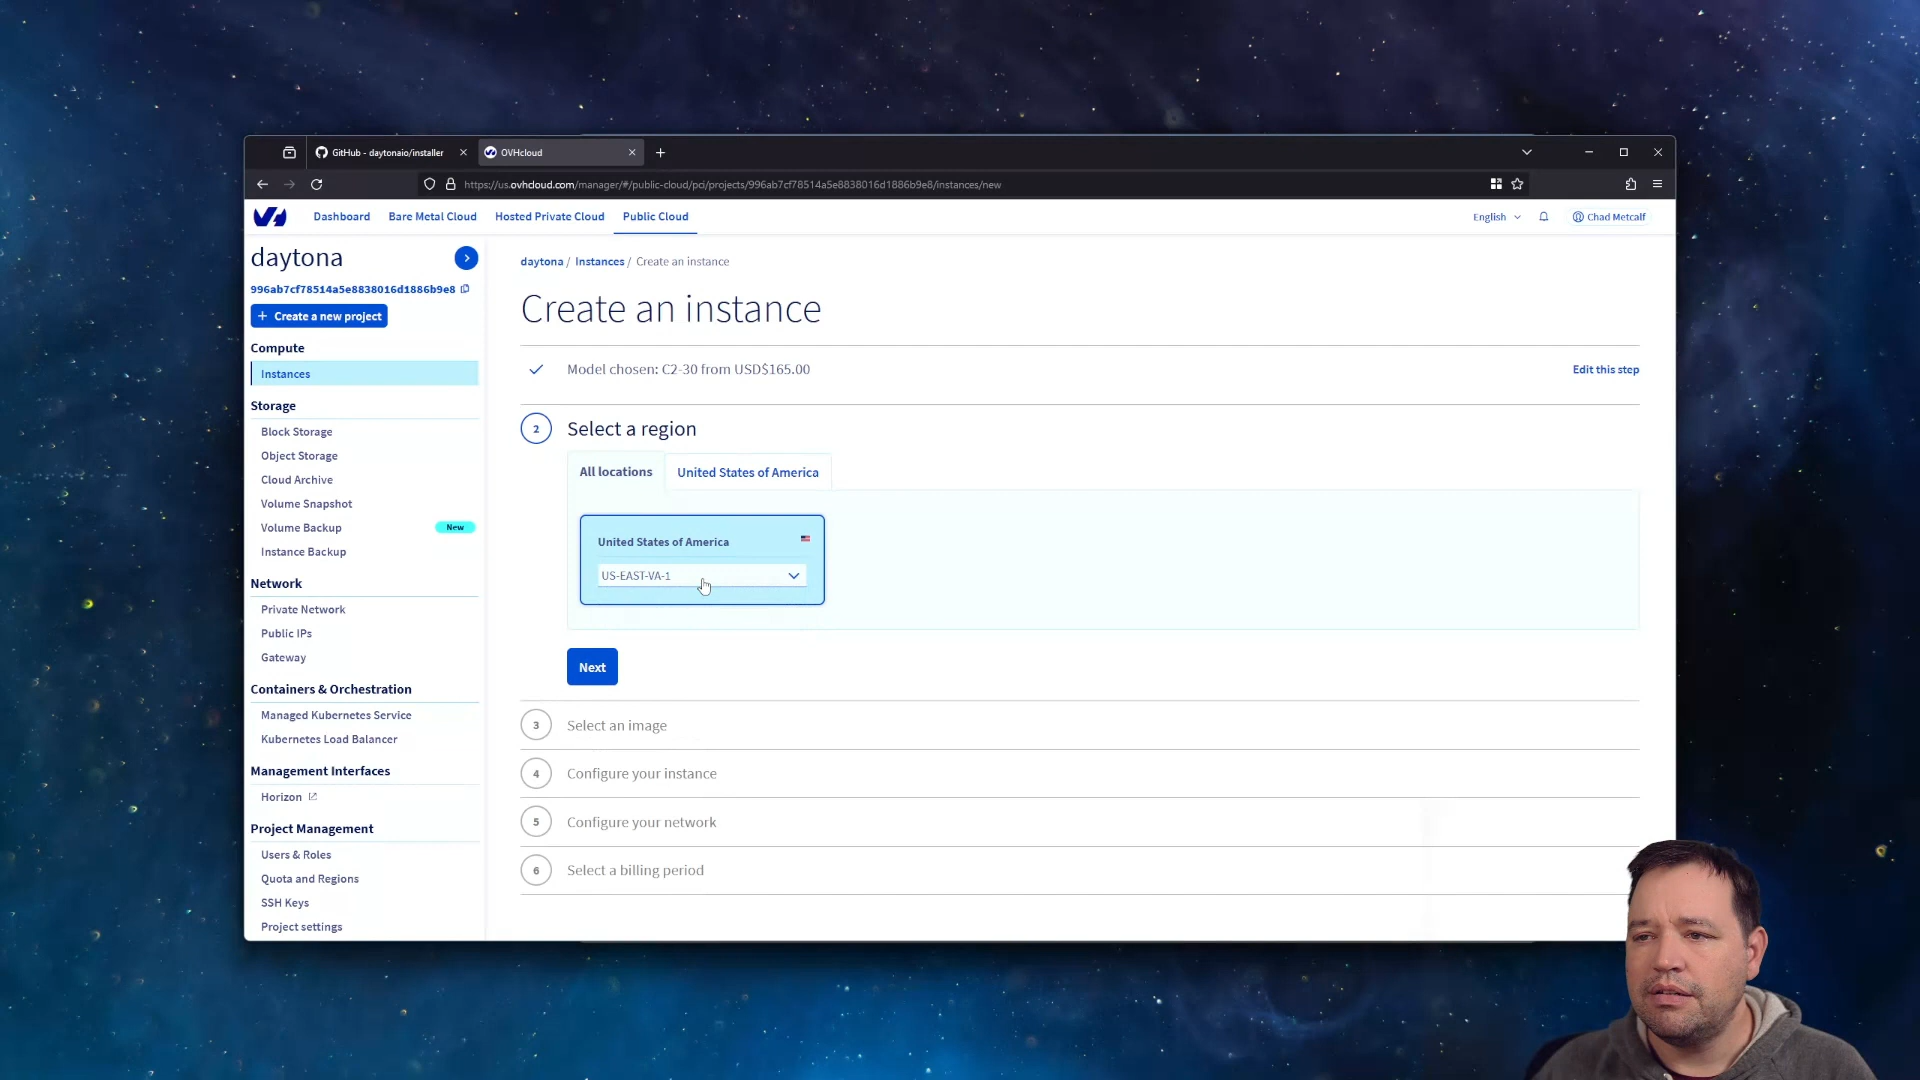 GitHub - daytonaio/installer
OVHcloud
https://us.ovhcloud.com/manager/#/public-cloud/pci/projects/996ab7cf78514a5e8838016d1886b9e8/instances/new
Dashboard
Bare Metal Cloud
Hosted Private Cloud
Public Cloud
English
Chad Metcalf
daytona
996ab7cf78514a5e8838016d1886b9e8
+ Create a new project
Compute
Instances
Storage
Block Storage
Object Storage
Cloud Archive
Volume Snapshot
Volume Backup
New
Instance Backup
Network
Private Network
Public IPs
Gateway
Containers & Orchestration
Managed Kubernetes Service
Kubernetes Load Balancer
Management Interfaces
Horizon
Project Management
Users & Roles
Quota and Regions
SSH Keys
Project settings
daytona / Instances / Create an instance
Create an instance
Model chosen: C2-30 from USD$165.00
Edit this step
2 Select a region
All locations
United States of America
United States of America
US-EAST-VA-1
Next
3 Select an image
4 Configure your instance
5 Configure your network
6 Select a billing period